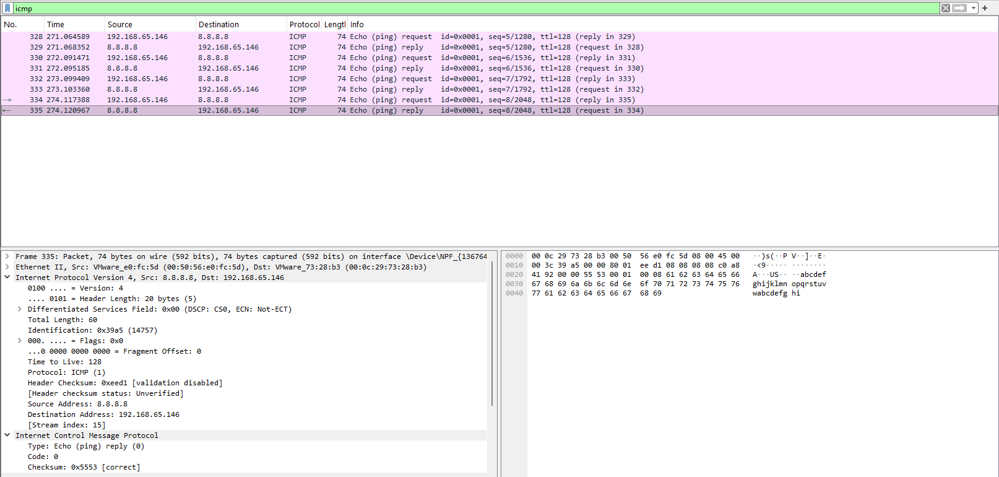 icmp
No. Time Source Destination Protocol Lengtl Info
328 271.064589 192.168.65.146 8.8.8.8 ICMP 74 Echo (ping) request id=0x0001, seq=5/1280, ttl=128 (reply in 329)
329 271.068352 8.8.8.8 192.168.65.146 ICMP 74 Echo (ping) reply id=0x0001, seq=5/1280, ttl=128 (request in 328)
330 272.091471 192.168.65.146 8.8.8.8 ICMP 74 Echo (ping) request id=0x0001, seq=6/1536, ttl=128 (reply in 331)
331 272.095185 8.8.8.8 192.168.65.146 ICMP 74 Echo (ping) reply id=0x0001, seq=6/1536, ttl=128 (request in 330)
332 273.099409 192.168.65.146 8.8.8.8 ICMP 74 Echo (ping) request id=0x0001, seq=7/1792, ttl=128 (reply in 333)
333 273.103360 8.8.8.8 192.168.65.146 ICMP 74 Echo (ping) reply id=0x0001, seq=7/1792, ttl=128 (request in 332)
334 274.117388 192.168.65.146 8.8.8.8 ICMP 74 Echo (ping) request id=0x0001, seq=8/2048, ttl=128 (reply in 335)
335 274.120967 8.8.8.8 192.168.65.146 ICMP 74 Echo (ping) reply id=0x0001, seq=8/2048, ttl=128 (request in 334)
Frame 335: Packet, 74 bytes on wire (592 bits), 74 bytes captured (592 bits) on interface \Device\NPF_{136764
Ethernet II, Src: VMware_e0:fc:5d (00:50:56:e0:fc:5d), Dst: VMware_73:28:b3 (00:0c:29:73:28:b3)
Internet Protocol Version 4, Src: 8.8.8.8, Dst: 192.168.65.146
0100 .... = Version: 4
.... 0101 = Header Length: 20 bytes (5)
Differentiated Services Field: 0x00 (DSCP: CS0, ECN: Not-ECT)
Total Length: 60
Identification: 0x39a5 (14757)
000. .... = Flags: 0x0
...0 0000 0000 0000 = Fragment Offset: 0
Time to Live: 128
Protocol: ICMP (1)
Header Checksum: 0xeed1 [validation disabled]
[Header checksum status: Unverified]
Source Address: 8.8.8.8
Destination Address: 192.168.65.146
[Stream index: 15]
Internet Control Message Protocol
Type: Echo (ping) reply (0)
Code: 0
Checksum: 0x5553 [correct]
0000 00 0c 29 73 28 b3 00 50 56 e0 fc 5d 08 00 45 00 ··)s(··P V··]··E·
0010 00 3c 39 a5 00 00 80 01 ee d1 08 08 08 08 c0 a8 ·<9····· ········
0020 41 92 00 00 55 53 00 01 00 08 61 62 63 64 65 66 A···US·· ··abcdef
0030 67 68 69 6a 6b 6c 6d 6e 6f 70 71 72 73 74 75 76 ghijklmn opqrstuv
0040 77 61 62 63 64 65 66 67 68 69 wabcdefg hi